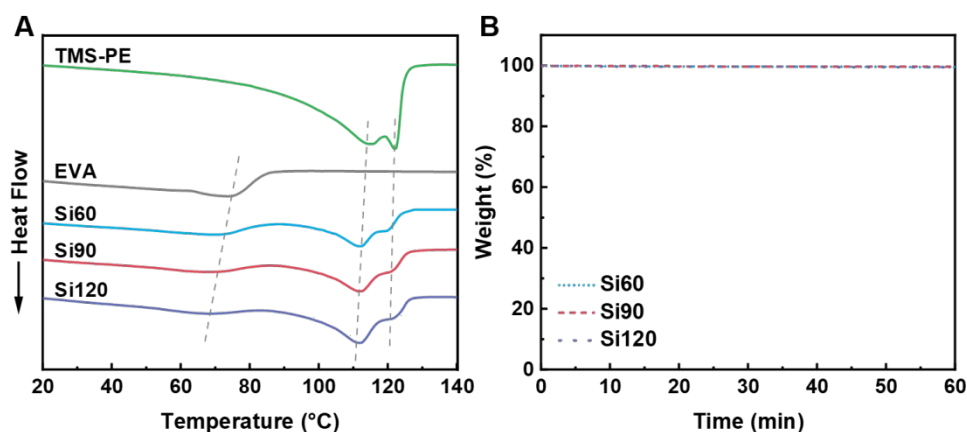 A
TMS-PE
EVA
Si60
Si90
Si120
Heat Flow
20 40 60 80 100 120 140
Temperature (°C)
B
100
80
60
40
20
0
Weight (%)
Si60
Si90
Si120
0 10 20 30 40 50 60
Time (min)